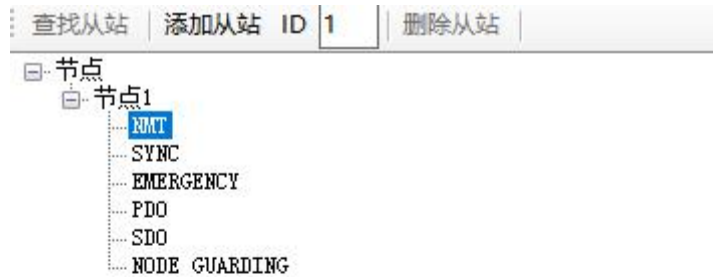 查找从站 添加从站 ID 1 删除从站
节点
节点1
NMT
SYNC
EMERGENCY
PDO
SDO
NODE GUARDING